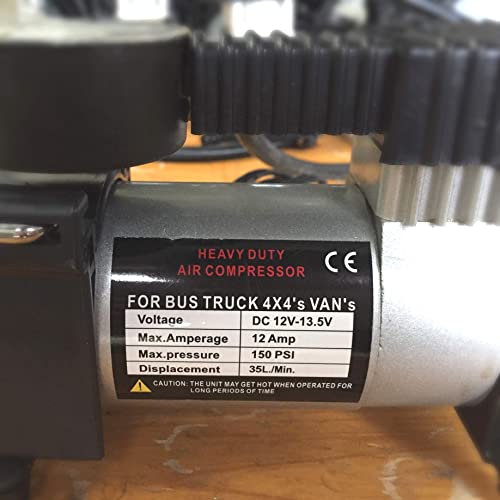 HEAVY DUTY
AIR COMPRESSOR
CE
FOR BUS TRUCK 4X4's VAN's
Voltage DC 12V-13.5V
Max.Amperage 12 Amp
Max.pressure 150 PSI
Displacement 35L./Min.
CAUTION: THE UNIT MAY GET HOT WHEN OPERATED FOR
LONG PERIODS OF TIME